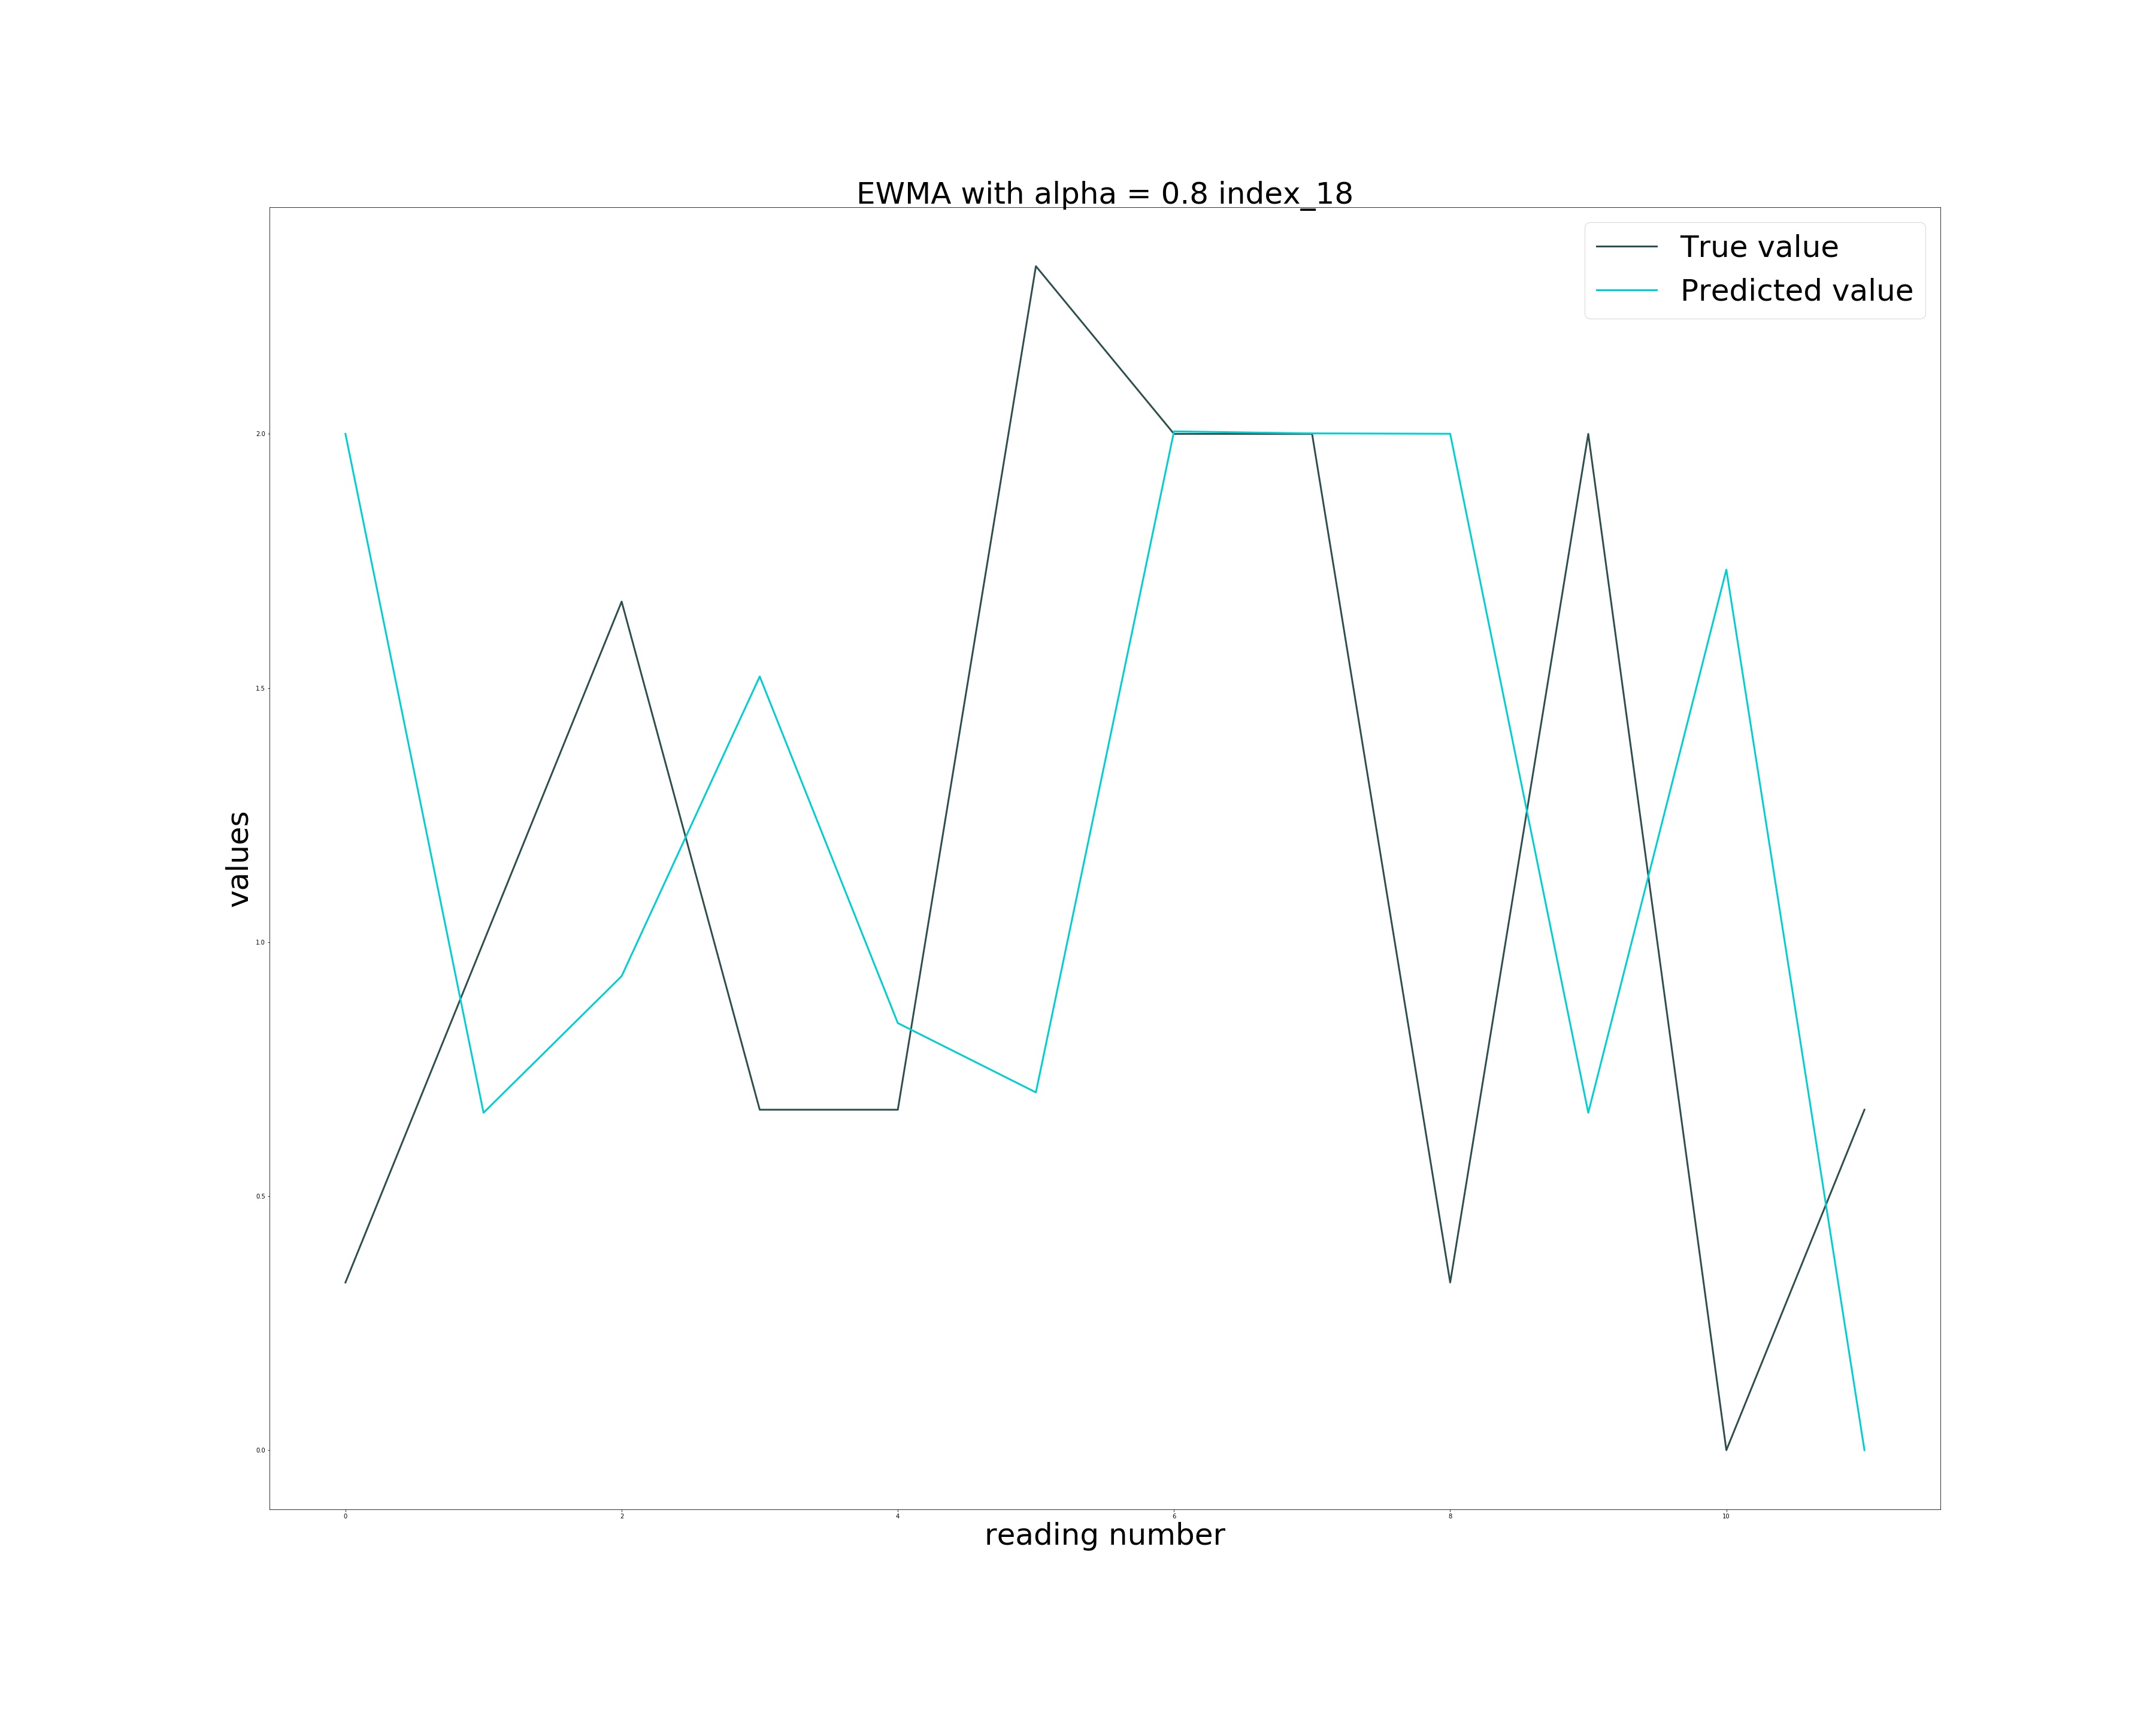 EWMA with alpha = 0.8 index_18
True value
Predicted value
2.0
1.5
1.0
0.5
0.0
values
0 2 4 6 8 10
reading number